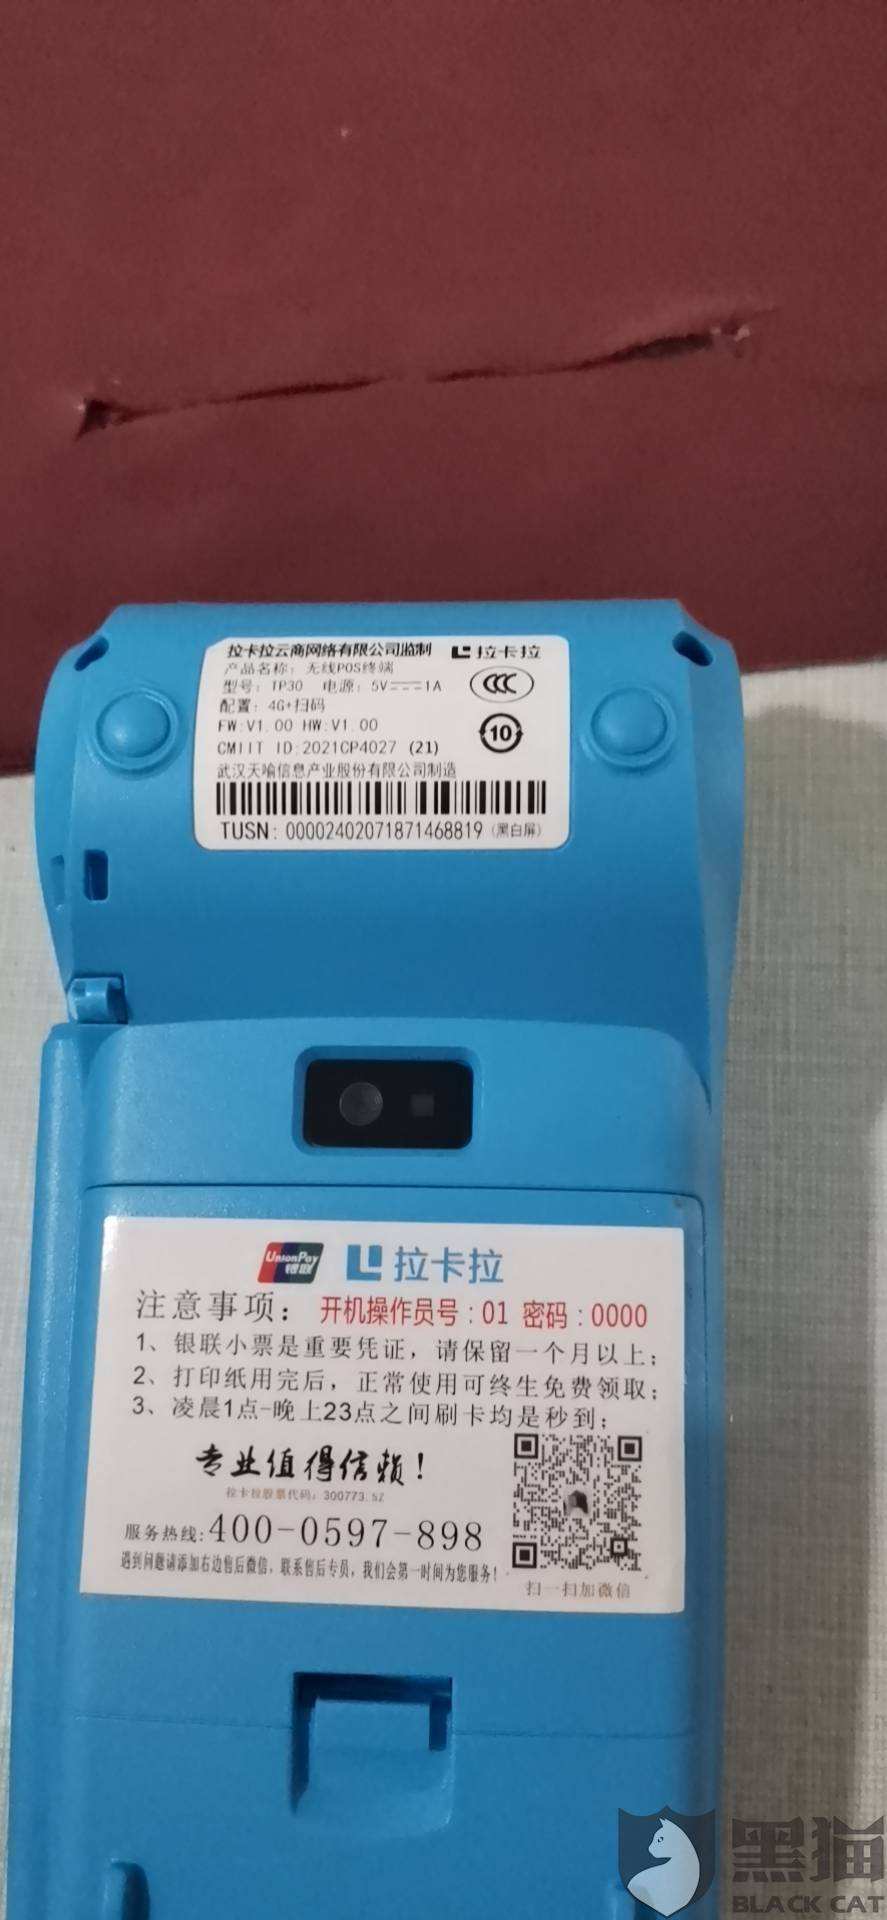 拉卡拉云商网络有限公司监制 拉卡拉
产品名称：无线POS终端
型号：TP30 电源：5V 1A
配置：4G+扫码
FW:V1.00 HW:V1.00
CMIIT ID:2021CP4027 (21)
10
武汉天喻信息产业股份有限公司制造
TUSN: 00002402071871468819 (黑白屏)
UnionPay 银联 拉卡拉
注意事项：开机操作员号：01 密码：0000
1、银联小票是重要凭证，请保留一个月以上；
2、打印纸用完后，正常使用可终生免费领取；
3、凌晨1点-晚上23点之间刷卡均是秒到；
专业值得信赖！
拉卡拉股票代码：300773.SZ
服务热线：400-0597-898
遇到问题请添加右边售后微信，联系售后专员，我们会第一时间为您服务！
扫一扫加微信
黑猫
BLACK CAT